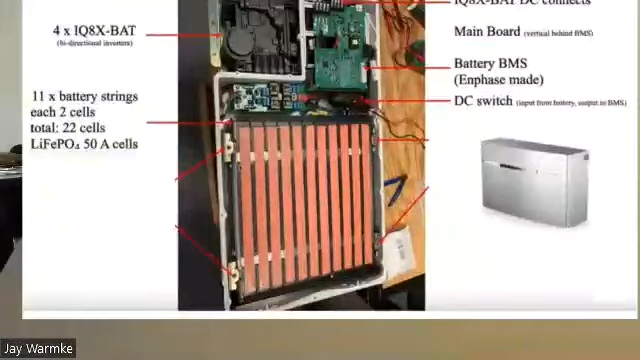 IQ8X-BAT DC connects
4 x IQ8X-BAT
(bi-directional inverters)
Main Board (vertical behind BMS)
Battery BMS
(Enphase made)
DC switch (input from battery, output to BMS)
11 x battery strings
each 2 cells
total: 22 cells
LiFePO₄ 50 A cells
Jay Warmke